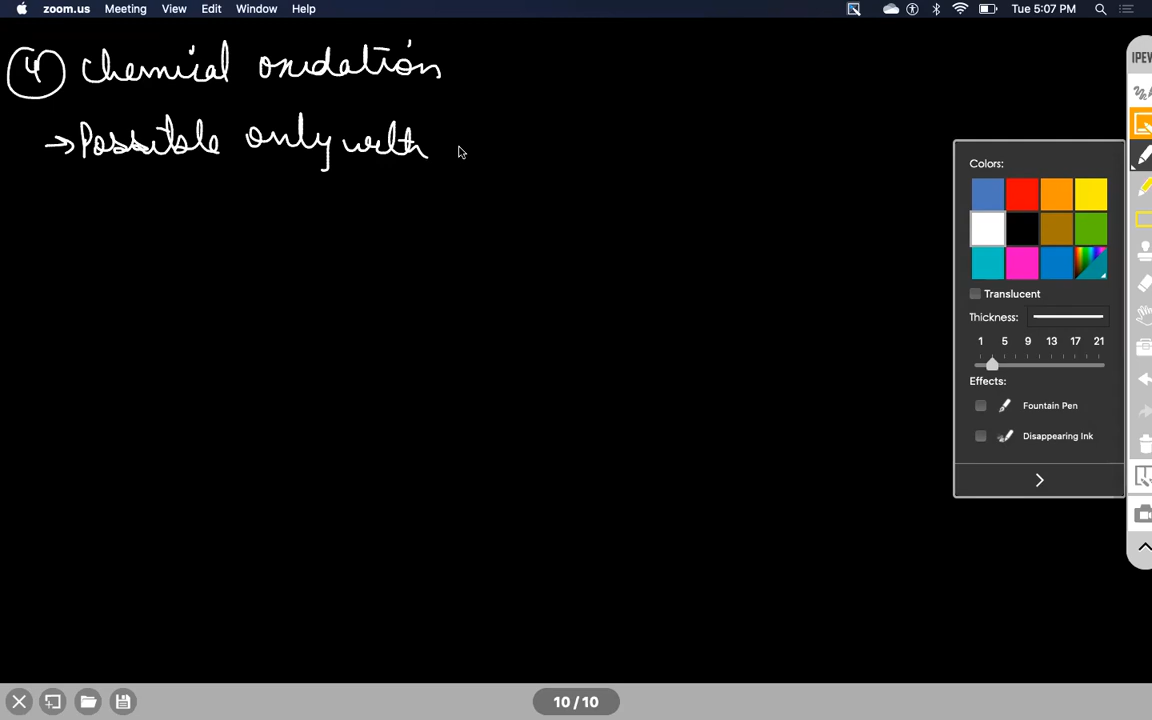 zoom.us Meeting View Edit Window Help Tue 5:07 PM
④ Chemical oxidation
→ Possible only with
IPEV
Colors:
Translucent
Thickness:
1 5 9 13 17 21
Effects:
Fountain Pen
Disappearing Ink
10 / 10